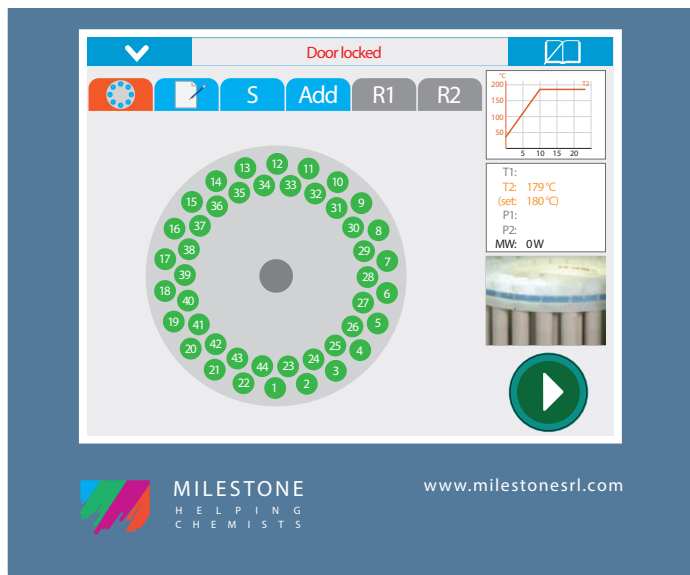 Door locked
S
Add
R1
R2
°C
T2
200
150
100
50
5 10 15 20
T1:
T2: 179 °C
(set: 180 °C)
P1:
P2:
MW: 0 W
12
13
11
14
10
34
33
35
32
15
9
36
31
16
37
30
8
38
29
17
7
39
28
18
6
40
27
19
41
26
5
20
42
25
4
43
24
44
23
21
3
22
2
1
MILESTONE
HELPING
CHEMISTS
www.milestonesrl.com